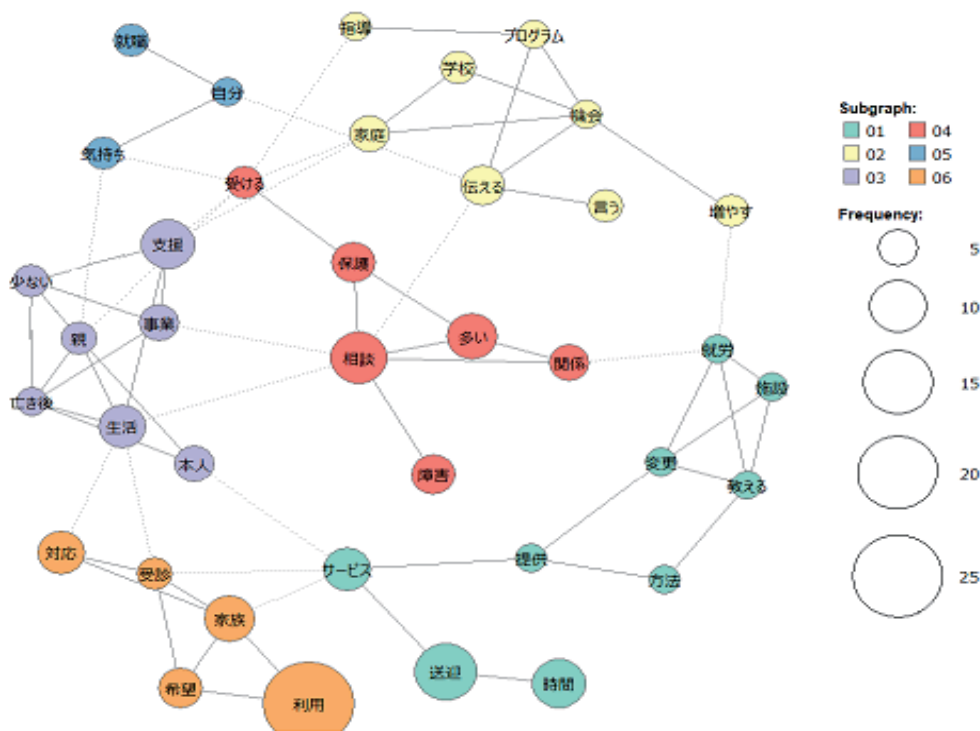 就職
指導
プログラム
学校
自分
機会
家庭
気持ち
受ける
伝える
言う
増やす
支援
保護
少ない
事業
親
多い
相談
関係
就労
施設
亡き後
生活
本人
障害
変更
教える
対応
受診
サービス
提供
方法
家族
送迎
時間
希望
利用
Subgraph:
01
04
02
05
03
06
Frequency:
5
10
15
20
25